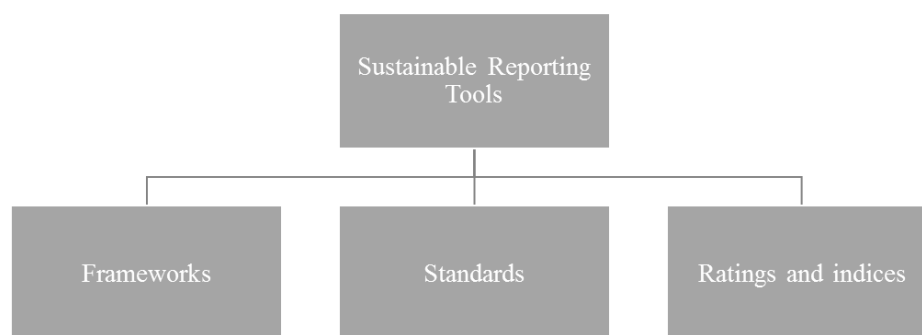 Sustainable Reporting
Tools
Frameworks
Standards
Ratings and indices